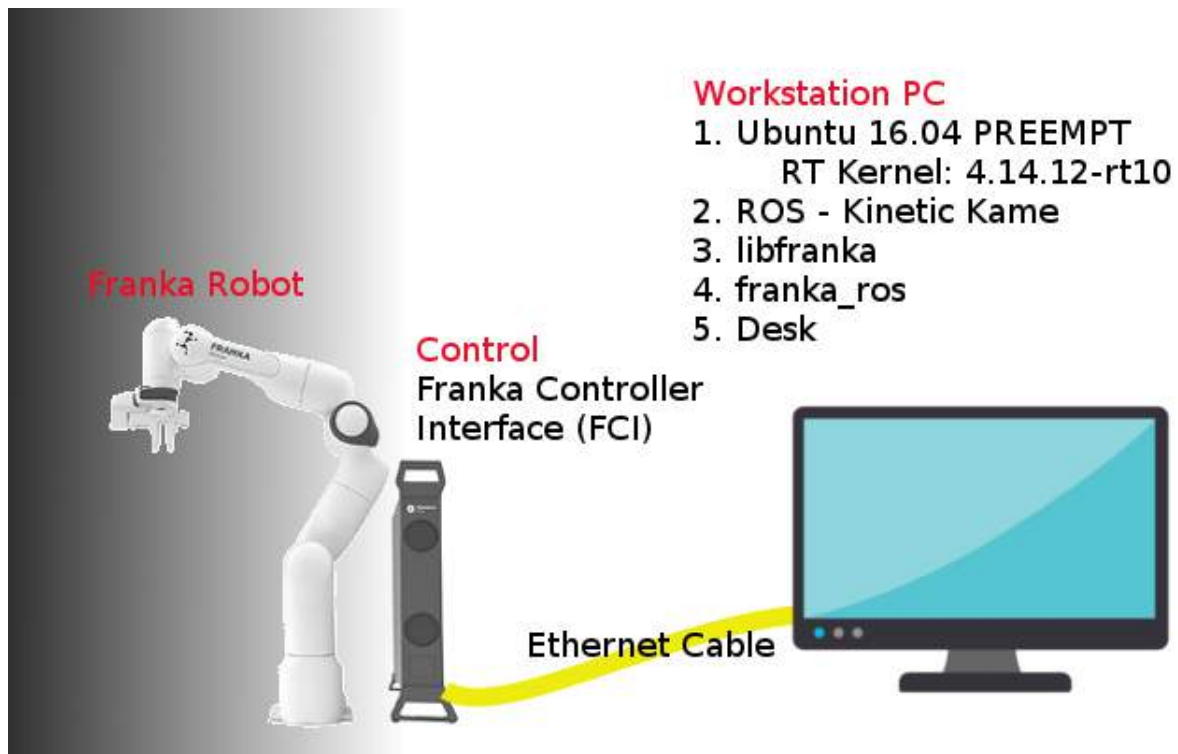 Workstation PC
1. Ubuntu 16.04 PREEMPT
RT Kernel: 4.14.12-rt10
2. ROS - Kinetic Kame
3. libfranka
4. franka_ros
5. Desk
Franka Robot
FRANKA
Control
Franka Controller
Interface (FCI)
Ethernet Cable